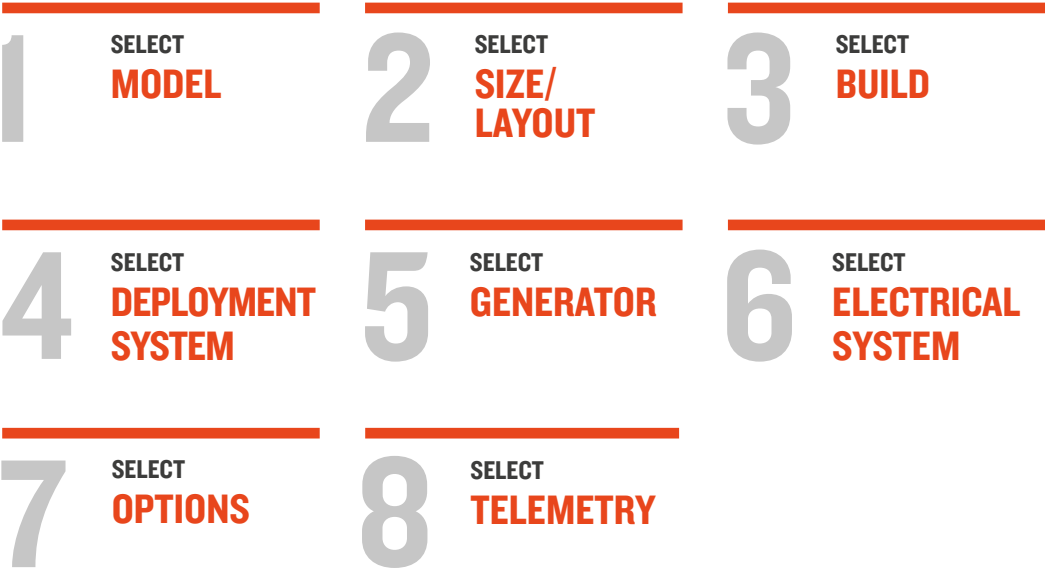 1
SELECT
MODEL
2
SELECT
SIZE/
LAYOUT
3
SELECT
BUILD
4
SELECT
DEPLOYMENT
SYSTEM
5
SELECT
GENERATOR
6
SELECT
ELECTRICAL
SYSTEM
7
SELECT
OPTIONS
8
SELECT
TELEMETRY